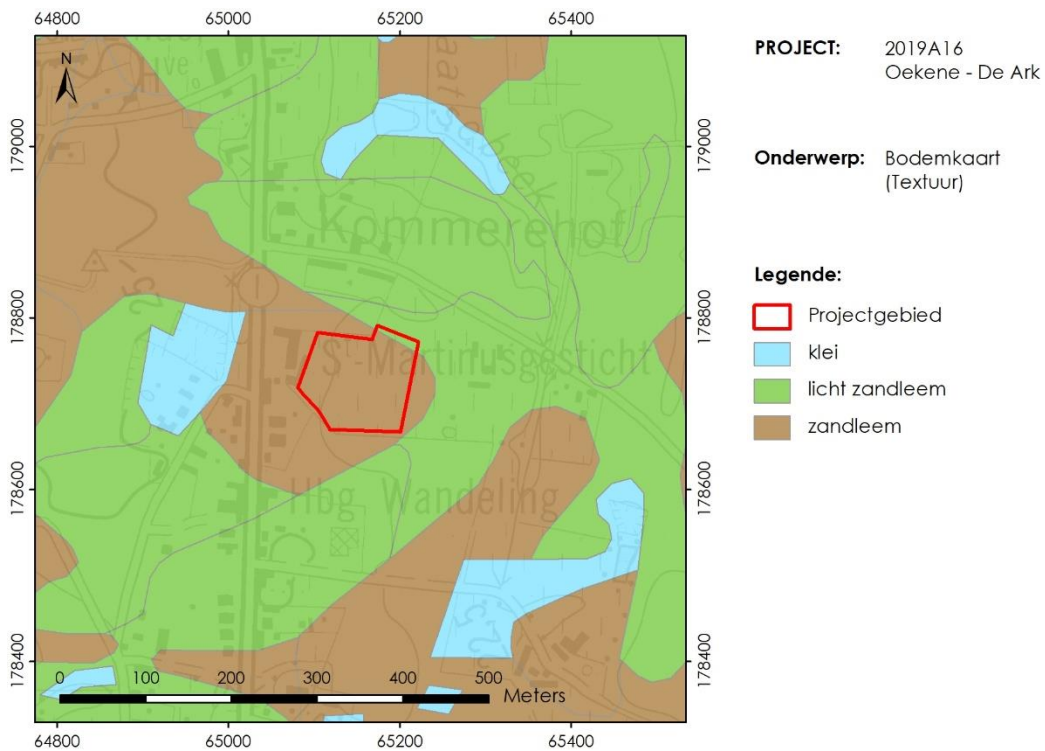 64800 65000 65200 65400
N
179000
178800
178600
178400
179000
178800
178600
178400
Kommerehof
S -Martinusgesticht
Hbg Wandeling
0 100 200 300 400 500
Meters
64800 65000 65200 65400
PROJECT: 2019A16
Oekene - De Ark
Onderwerp: Bodemkaart
(Textuur)
Legende:
Projectgebied
klei
licht zandleem
zandleem